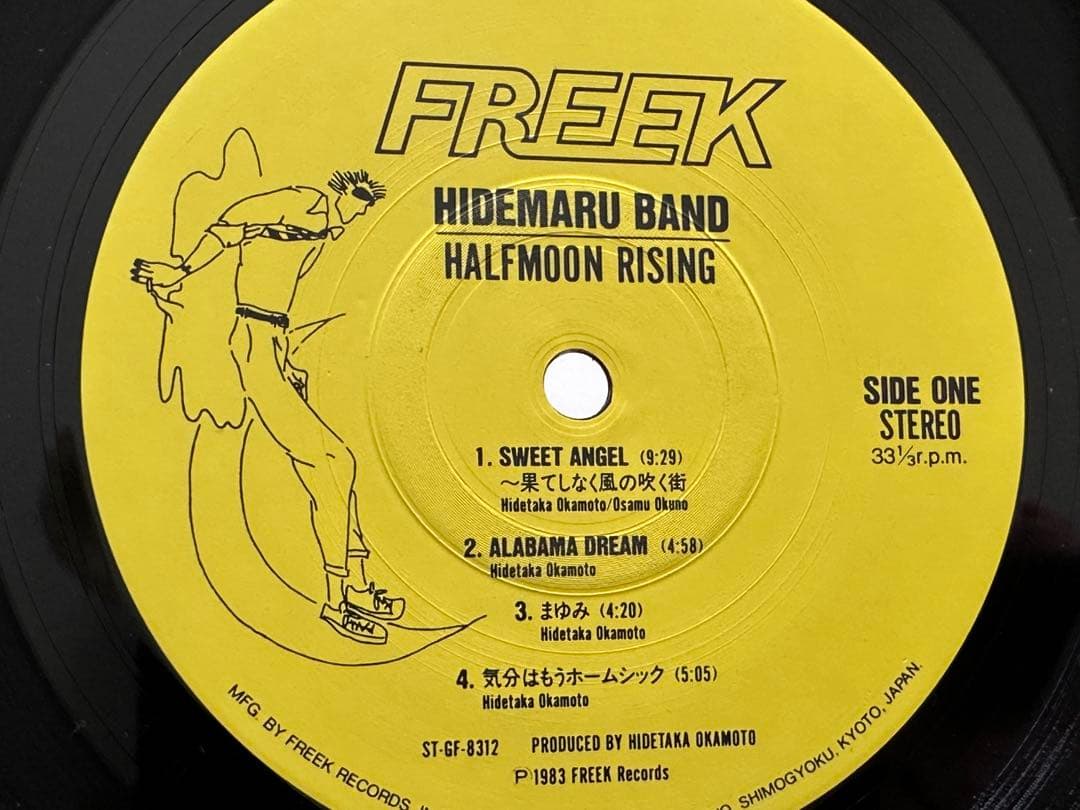 FREEK
HIDEMARU BAND
HALFMOON RISING
SIDE ONE
STEREO
33⅓r.p.m.
1. SWEET ANGEL (9:29)
～果てしなく風の吹く街
Hidetaka Okamoto/Osamu Okuno
2. ALABAMA DREAM (4:58)
Hidetaka Okamoto
3. まゆみ (4:20)
Hidetaka Okamoto
4. 気分はもうホームシック (5:05)
Hidetaka Okamoto
ST-GF-8312 PRODUCED BY HIDETAKA OKAMOTO
℗ 1983 FREEK Records
MFG. BY FREEK RECORDS, SHIMOGYOKU, KYOTO, JAPAN.